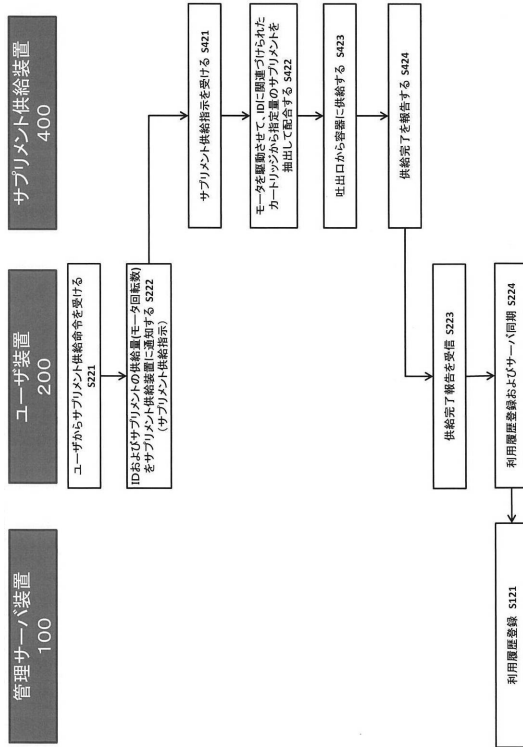 管理サーバ装置
100
ユーザ装置
200
サプリメント供給装置
400
ユーザからサプリメント供給命令を受ける
S221
IDおよびサプリメントの供給量(モータ回転数)
をサプリメント供給装置に通知する S222
(サプリメント供給指示)
サプリメント供給指示を受ける S421
モータを駆動させて、IDに関連づけられた
カートリッジから指定量のサプリメントを
抽出して配合する S422
吐出口から容器に供給する S423
供給完了を報告する S424
供給完了報告を受信 S223
利用履歴登録およびサーバ同期 S224
利用履歴登録 S121